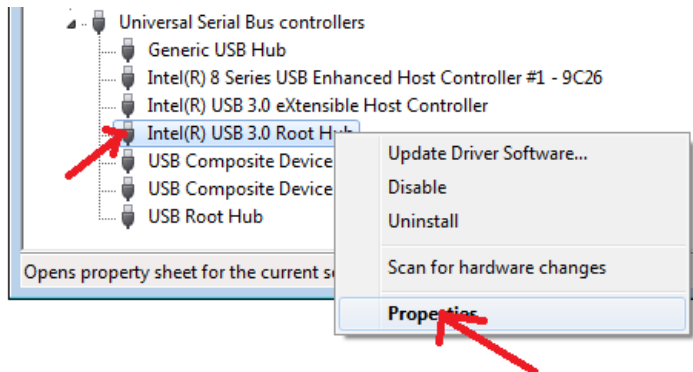 Universal Serial Bus controllers
Generic USB Hub
Intel(R) 8 Series USB Enhanced Host Controller #1 - 9C26
Intel(R) USB 3.0 eXtensible Host Controller
Intel(R) USB 3.0 Root Hub
USB Composite Device
USB Composite Device
USB Root Hub
Opens property sheet for the current
Update Driver Software...
Disable
Uninstall
Scan for hardware changes
Properties